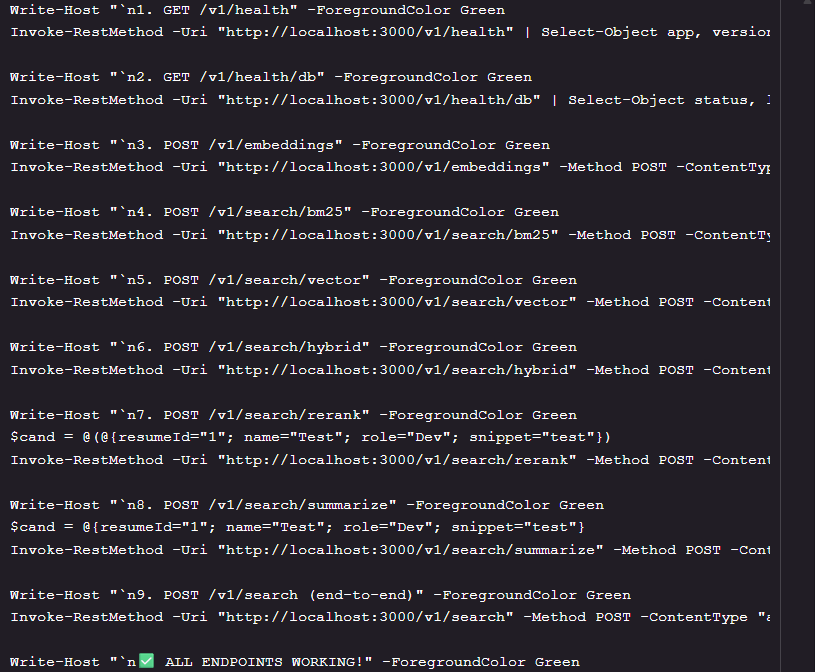 Write-Host "`n1. GET /v1/health" -ForegroundColor Green
Invoke-RestMethod -Uri "http://localhost:3000/v1/health" | Select-Object app, version
Write-Host "`n2. GET /v1/health/db" -ForegroundColor Green
Invoke-RestMethod -Uri "http://localhost:3000/v1/health/db" | Select-Object status,
Write-Host "`n3. POST /v1/embeddings" -ForegroundColor Green
Invoke-RestMethod -Uri "http://localhost:3000/v1/embeddings" -Method POST -ContentTyp
Write-Host "`n4. POST /v1/search/bm25" -ForegroundColor Green
Invoke-RestMethod -Uri "http://localhost:3000/v1/search/bm25" -Method POST -ContentTy
Write-Host "`n5. POST /v1/search/vector" -ForegroundColor Green
Invoke-RestMethod -Uri "http://localhost:3000/v1/search/vector" -Method POST -Content
Write-Host "`n6. POST /v1/search/hybrid" -ForegroundColor Green
Invoke-RestMethod -Uri "http://localhost:3000/v1/search/hybrid" -Method POST -Content
Write-Host "`n7. POST /v1/search/rerank" -ForegroundColor Green
$cand = @(@{resumeId="1"; name="Test"; role="Dev"; snippet="test"})
Invoke-RestMethod -Uri "http://localhost:3000/v1/search/rerank" -Method POST -Content
Write-Host "`n8. POST /v1/search/summarize" -ForegroundColor Green
$cand = @{resumeId="1"; name="Test"; role="Dev"; snippet="test"}
Invoke-RestMethod -Uri "http://localhost:3000/v1/search/summarize" -Method POST -Cont
Write-Host "`n9. POST /v1/search (end-to-end)" -ForegroundColor Green
Invoke-RestMethod -Uri "http://localhost:3000/v1/search" -Method POST -ContentType "a
Write-Host "`n✅ ALL ENDPOINTS WORKING!" -ForegroundColor Green